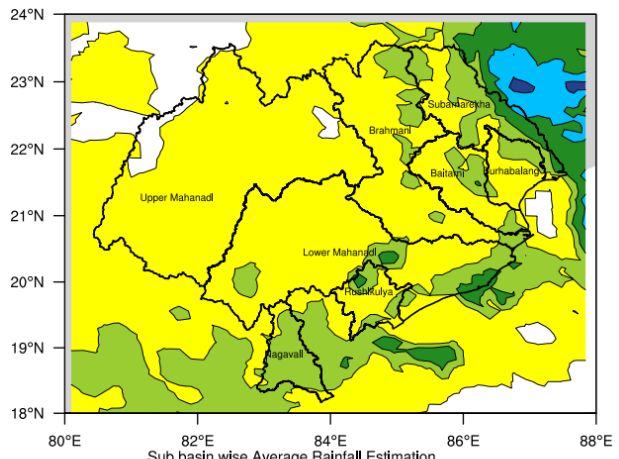 24°N
23°N
Subarnarekha
Brahmani
22°N
Baitarni
Burhabalang
Upper Mahanadi
21°N
Lower Mahanadi
20°N
Rushikulya
19°N
Nagavali
18°N
80°E 82°E 84°E 86°E 88°E
Sub basin wise Average Rainfall Estimation